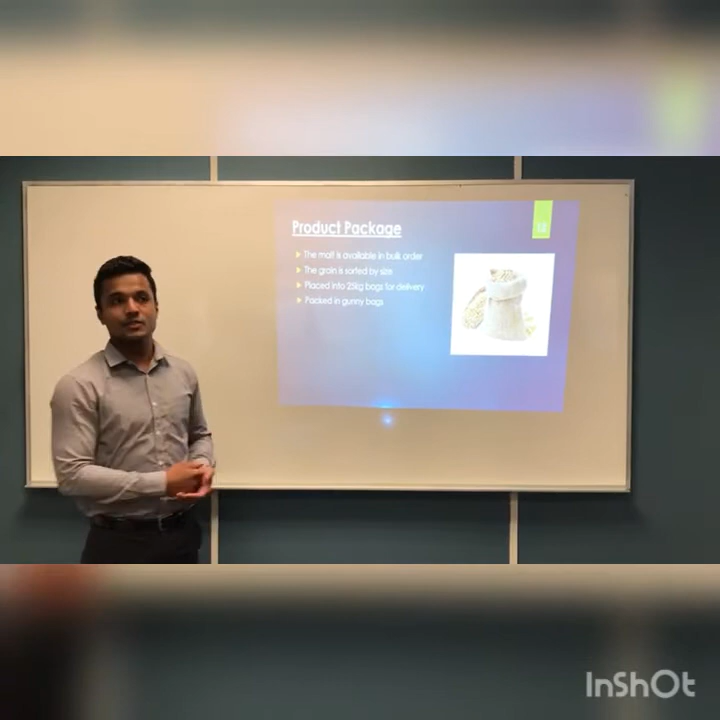 Product Package
The malt is available in bulk order
The grain is sorted by size
Placed into 25kg bags for delivery
Packed in gunny bags
InShOt